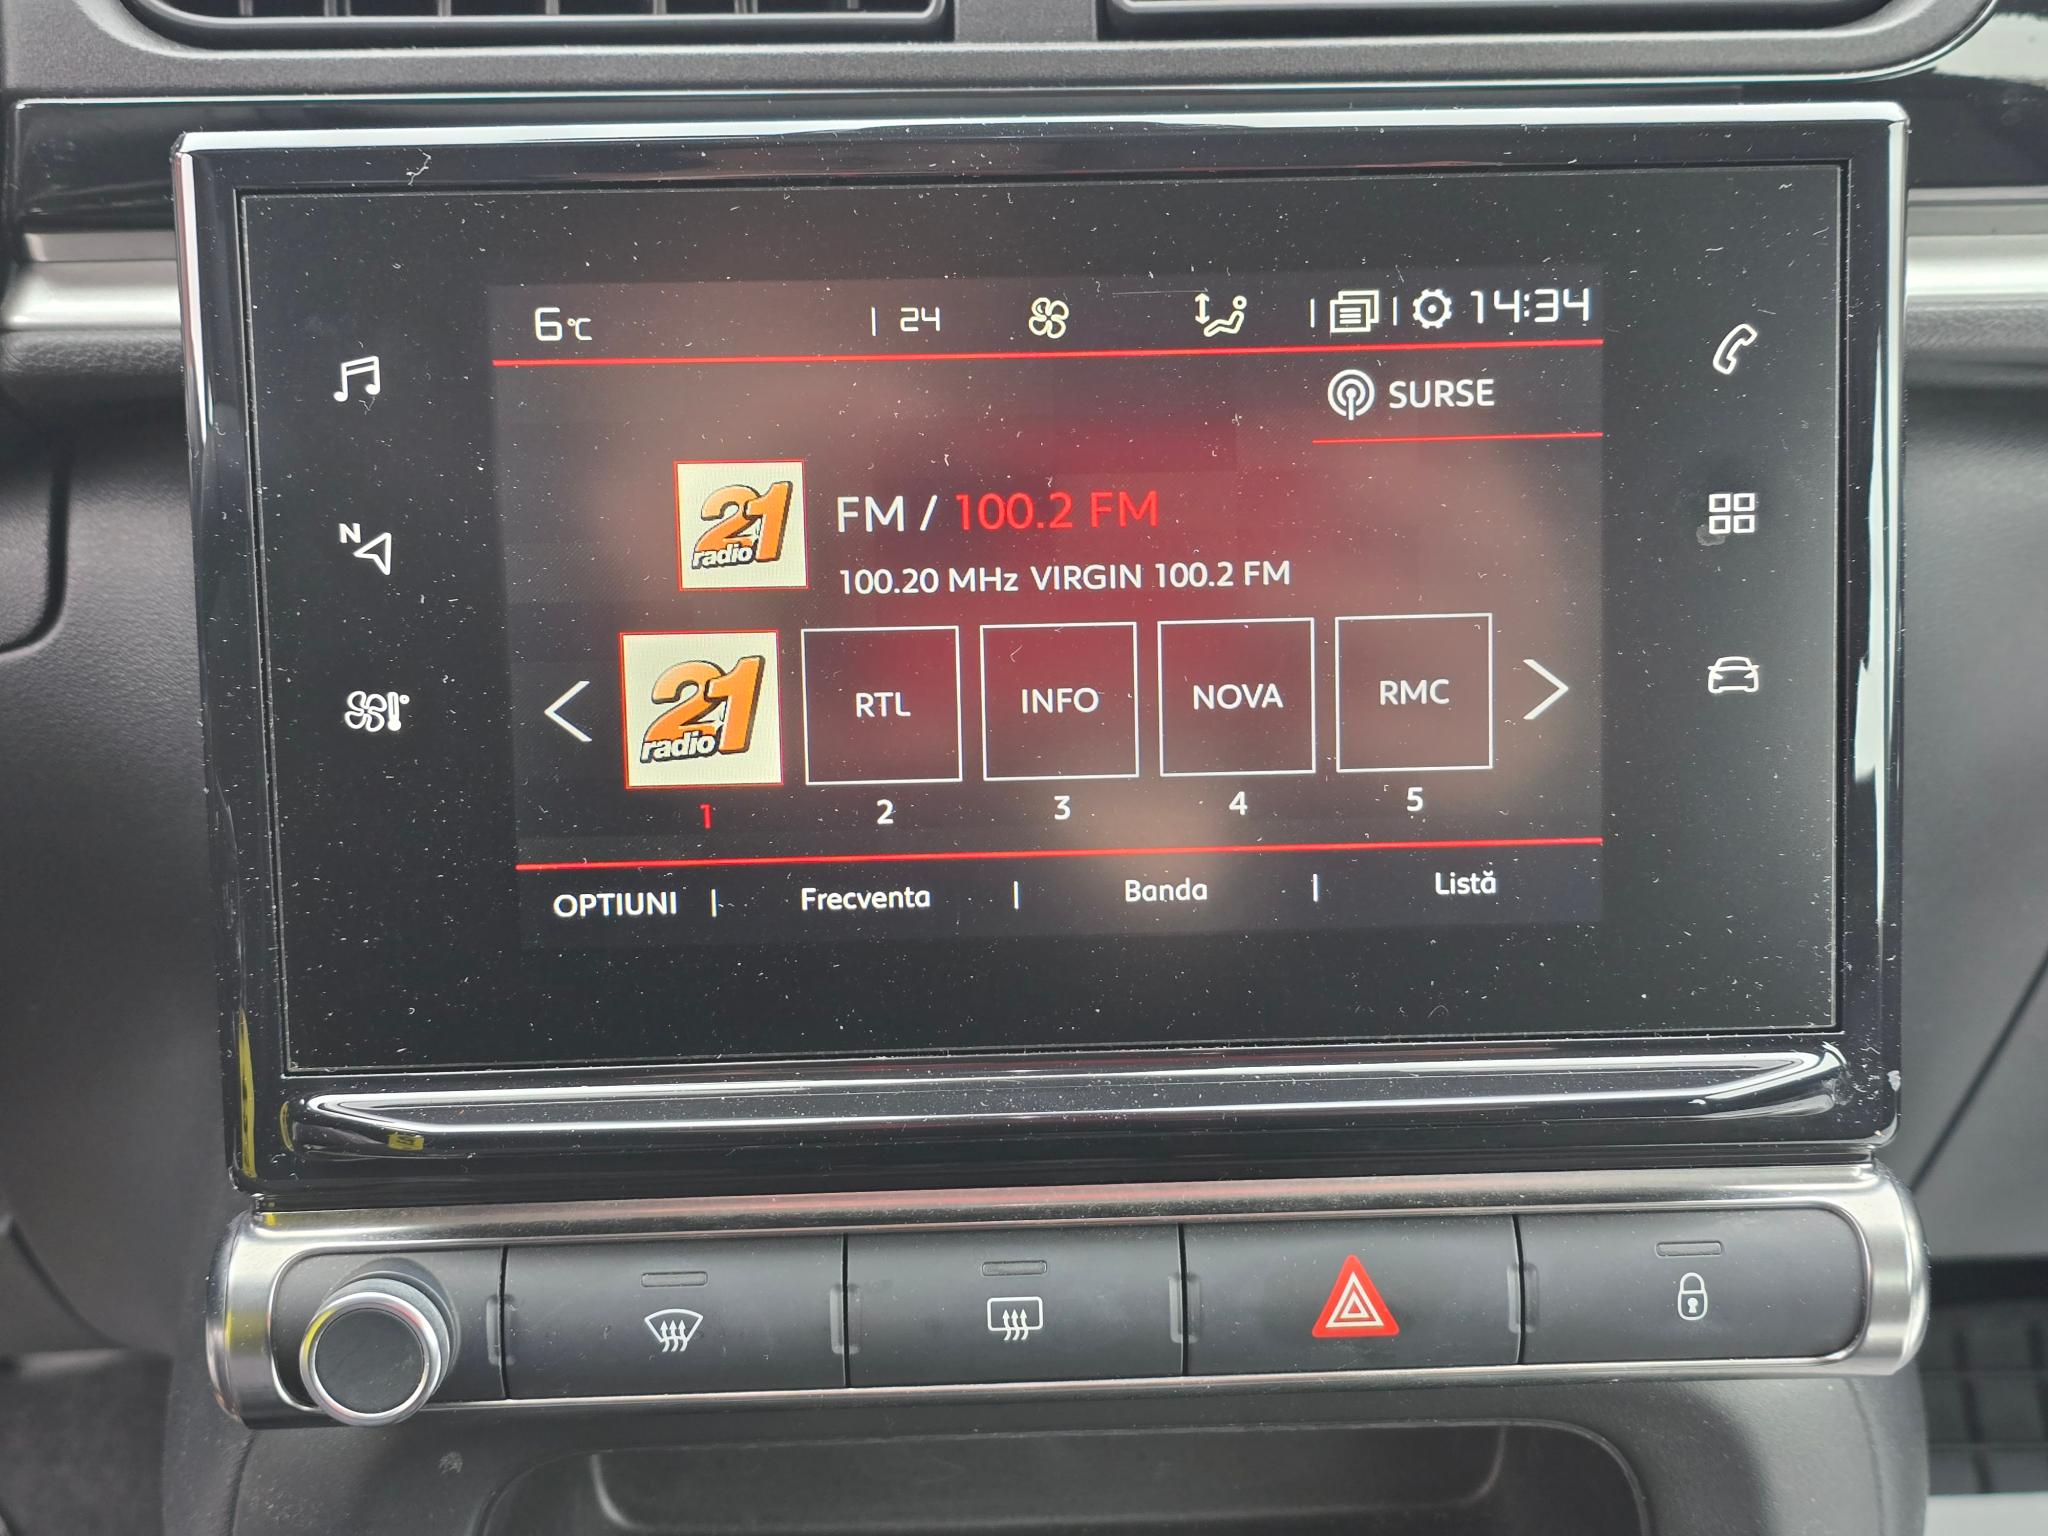 6°C | 24 | | 14:34
SURSE
21
radio
FM / 100.2 FM
100.20 MHz VIRGIN 100.2 FM
21
radio
RTL
INFO
NOVA
RMC
1 2 3 4 5
OPTIUNI | Frecventa | Banda | Listă
N